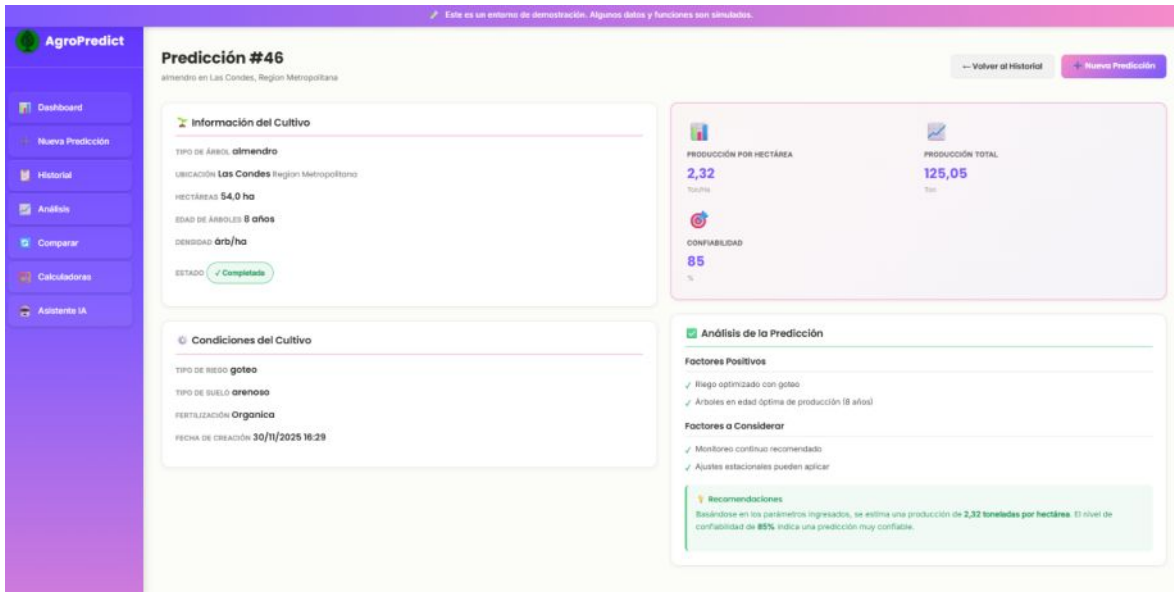 Este es un entorno de demostración. Algunos datos y funciones son simulados.
AgroPredict
Dashboard
Nueva Predicción
Historial
Análisis
Comparar
Calculadoras
Asistente IA
Predicción #46
almendro en Las Condes, Region Metropolitana
← Volver al Historial
+ Nueva Predicción
Información del Cultivo
TIPO DE ÁRBOL almendro
UBICACIÓN Las Condes Region Metropolitana
HECTÁREAS 54,0 ha
EDAD DE ÁRBOLES 8 años
DENSIDAD árb/ha
ESTADO ✓ Completada
Condiciones del Cultivo
TIPO DE RIEGO goteo
TIPO DE SUELO arenoso
FERTILIZACIÓN Organica
FECHA DE CREACIÓN 30/11/2025 16:29
PRODUCCIÓN POR HECTÁREA
2,32
Ton/Ha
PRODUCCIÓN TOTAL
125,05
Ton
CONFIABILIDAD
85
%
Análisis de la Predicción
Factores Positivos
✓ Riego optimizado con goteo
✓ Árboles en edad óptima de producción (8 años)
Factores a Considerar
✓ Monitoreo continuo recomendado
✓ Ajustes estacionales pueden aplicar
Recomendaciones
Basándose en los parámetros ingresados, se estima una producción de 2,32 toneladas por hectárea. El nivel de
confiabilidad de 85% indica una predicción muy confiable.